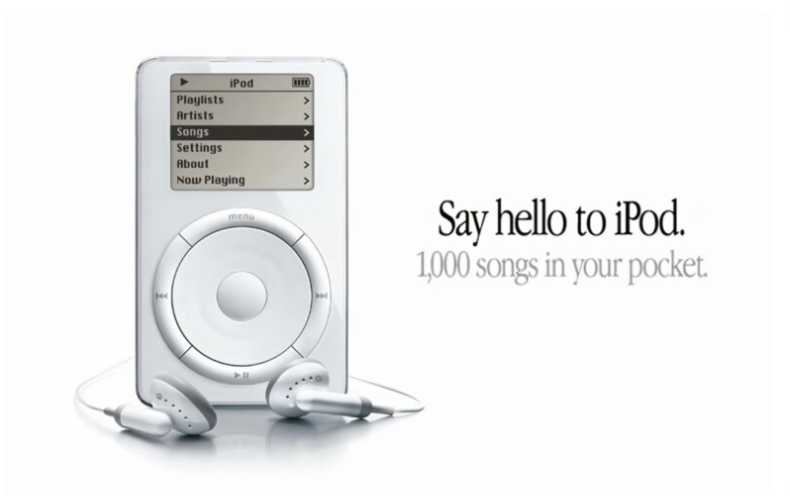 iPod
Playlists >
Artists >
Songs >
Settings >
About >
Now Playing >
menu
Say hello to iPod.
1,000 songs in your pocket.